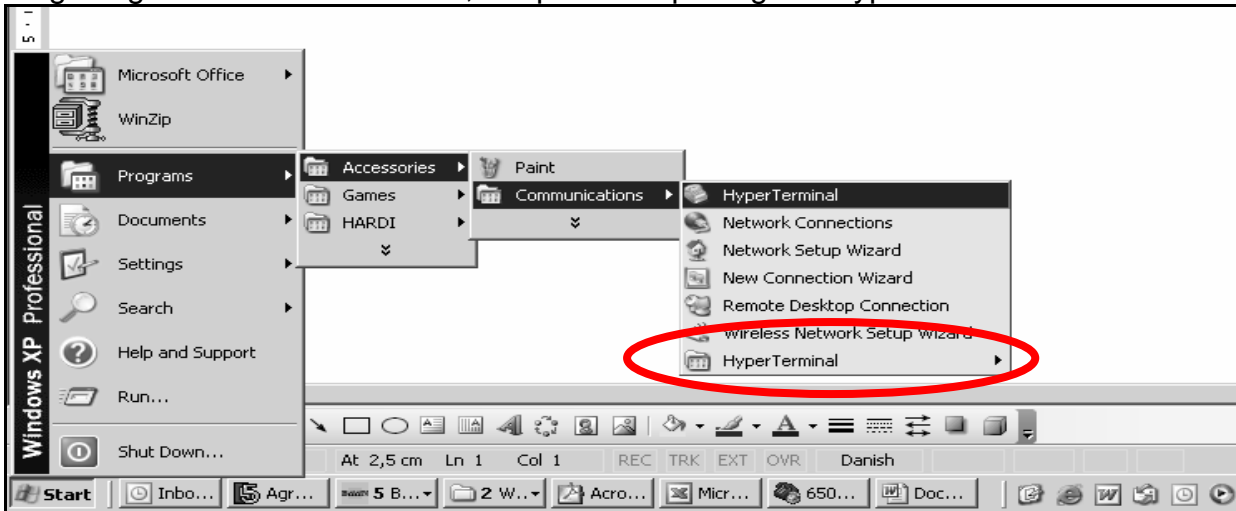 5 - 1
Microsoft Office
WinZip
Programs
Documents
Settings
Search
Help and Support
Run...
Shut Down...
Windows XP Professional
Accessories
Games
HARDI
Paint
Communications
HyperTerminal
Network Connections
Network Setup Wizard
New Connection Wizard
Remote Desktop Connection
Wireless Network Setup Wizard
HyperTerminal
At 2,5 cm Ln 1 Col 1 REC TRK EXT OVR Danish
Start Inbo... Agr... 5 B... 2 W... Acro... Micr... 650... Doc...